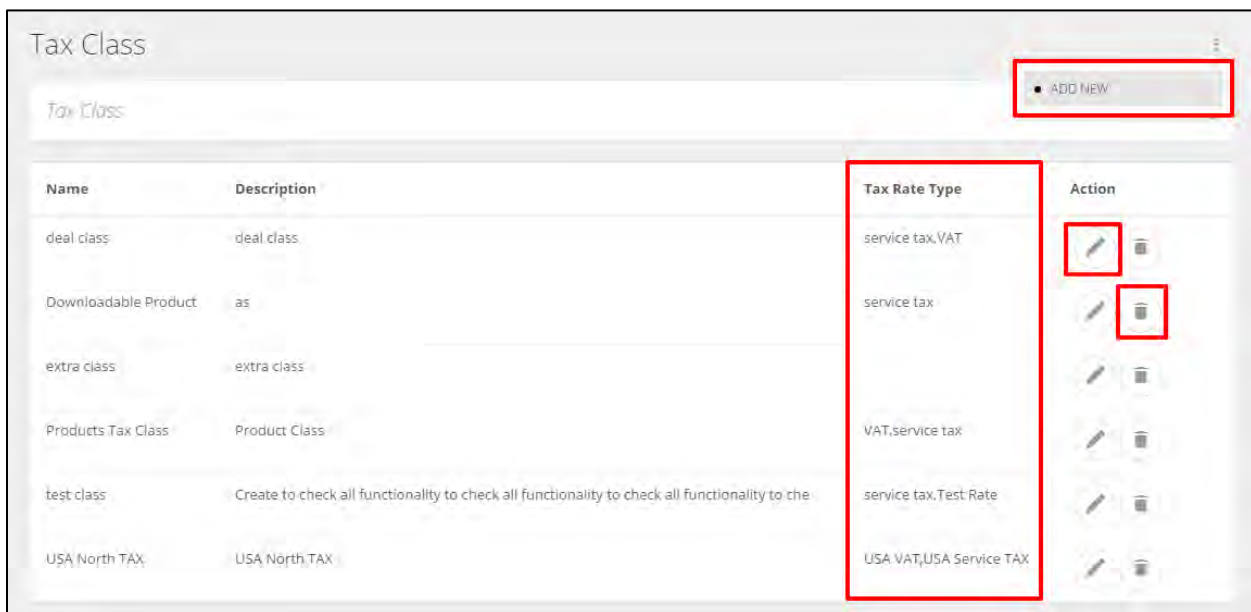 Tax Class
ADD NEW
Tax Class
Name Description Tax Rate Type Action
deal class deal class service tax,VAT
Downloadable Product as service tax
extra class extra class
Products Tax Class Product Class VAT,service tax
test class Create to check all functionality to check all functionality to check all functionality to the service tax,Test Rate
USA North TAX USA North TAX USA VAT,USA Service TAX